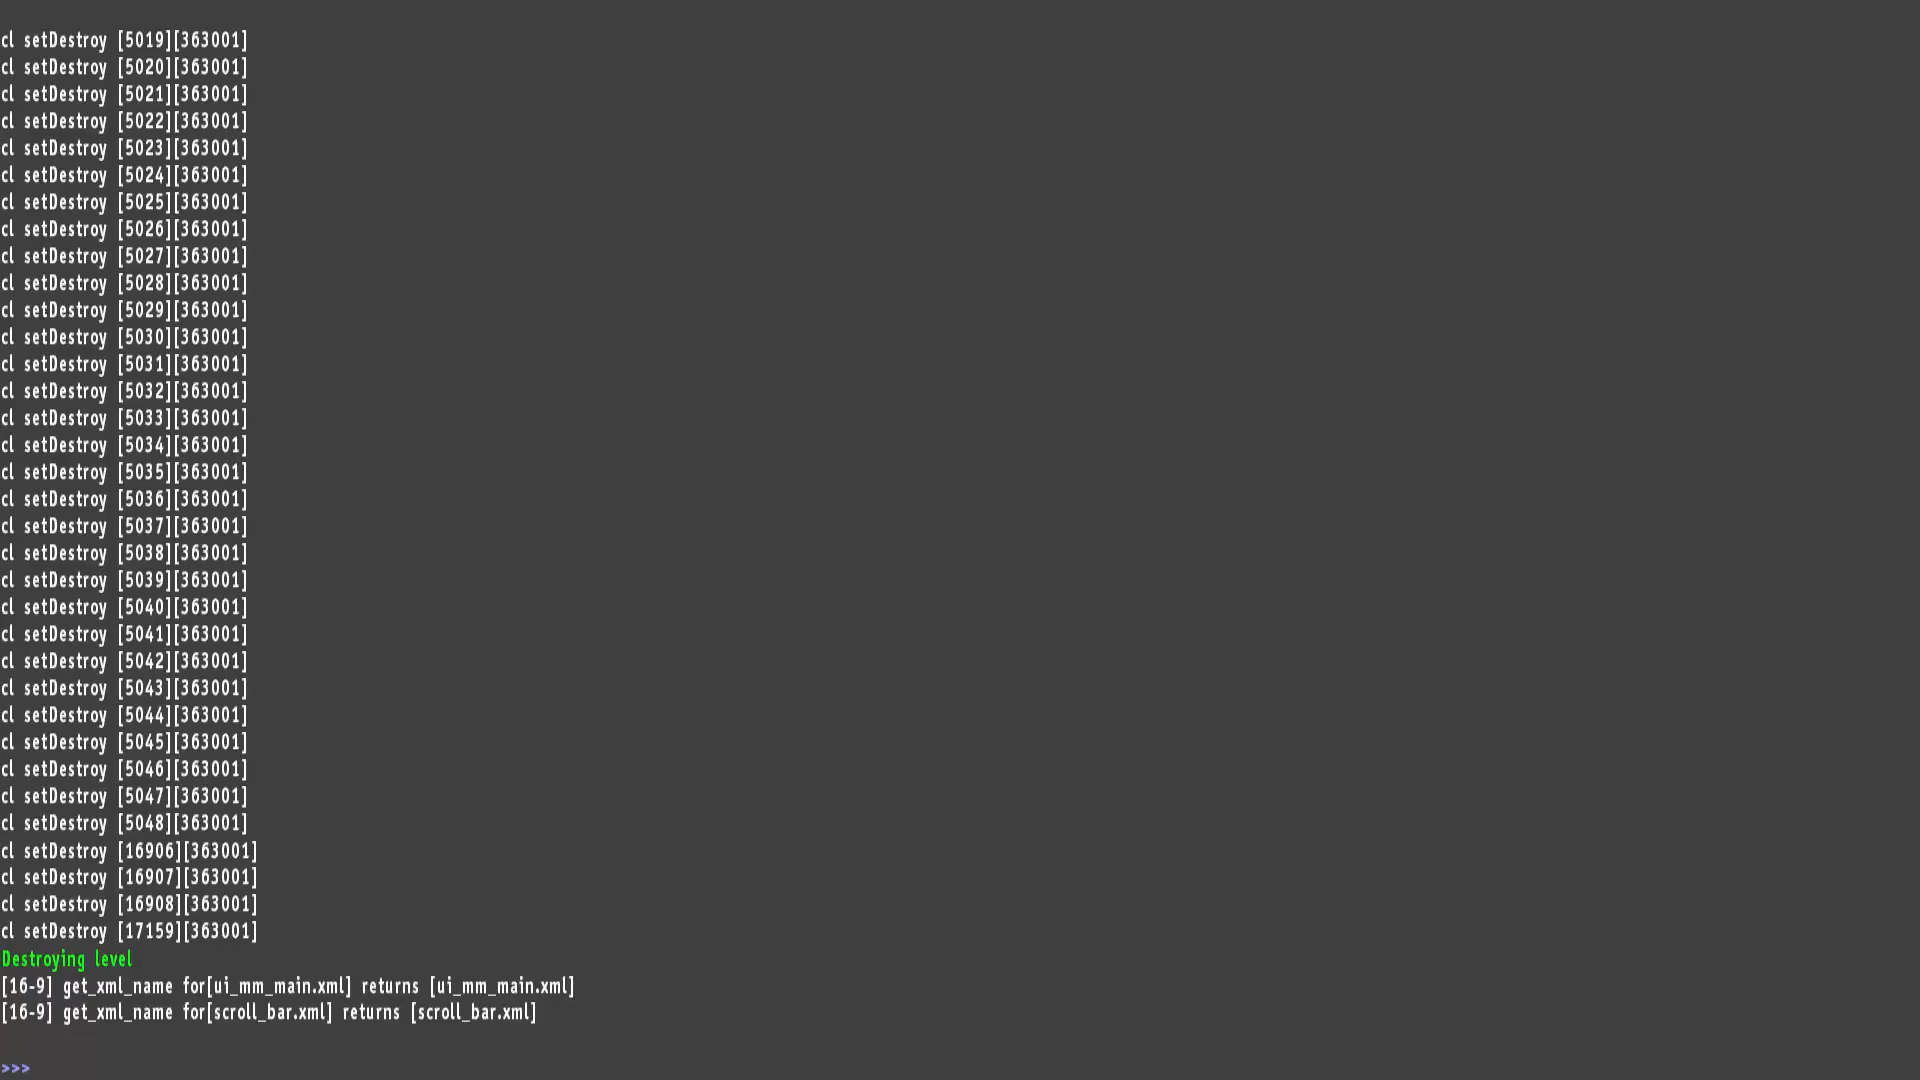 cl setDestroy [5019][363001]
cl setDestroy [5020][363001]
cl setDestroy [5021][363001]
cl setDestroy [5022][363001]
cl setDestroy [5023][363001]
cl setDestroy [5024][363001]
cl setDestroy [5025][363001]
cl setDestroy [5026][363001]
cl setDestroy [5027][363001]
cl setDestroy [5028][363001]
cl setDestroy [5029][363001]
cl setDestroy [5030][363001]
cl setDestroy [5031][363001]
cl setDestroy [5032][363001]
cl setDestroy [5033][363001]
cl setDestroy [5034][363001]
cl setDestroy [5035][363001]
cl setDestroy [5036][363001]
cl setDestroy [5037][363001]
cl setDestroy [5038][363001]
cl setDestroy [5039][363001]
cl setDestroy [5040][363001]
cl setDestroy [5041][363001]
cl setDestroy [5042][363001]
cl setDestroy [5043][363001]
cl setDestroy [5044][363001]
cl setDestroy [5045][363001]
cl setDestroy [5046][363001]
cl setDestroy [5047][363001]
cl setDestroy [5048][363001]
cl setDestroy [16906][363001]
cl setDestroy [16907][363001]
cl setDestroy [16908][363001]
cl setDestroy [17159][363001]
Destroying level
[16-9] get_xml_name for[ui_mm_main.xml] returns [ui_mm_main.xml]
[16-9] get_xml_name for[scroll_bar.xml] returns [scroll_bar.xml]
>>>